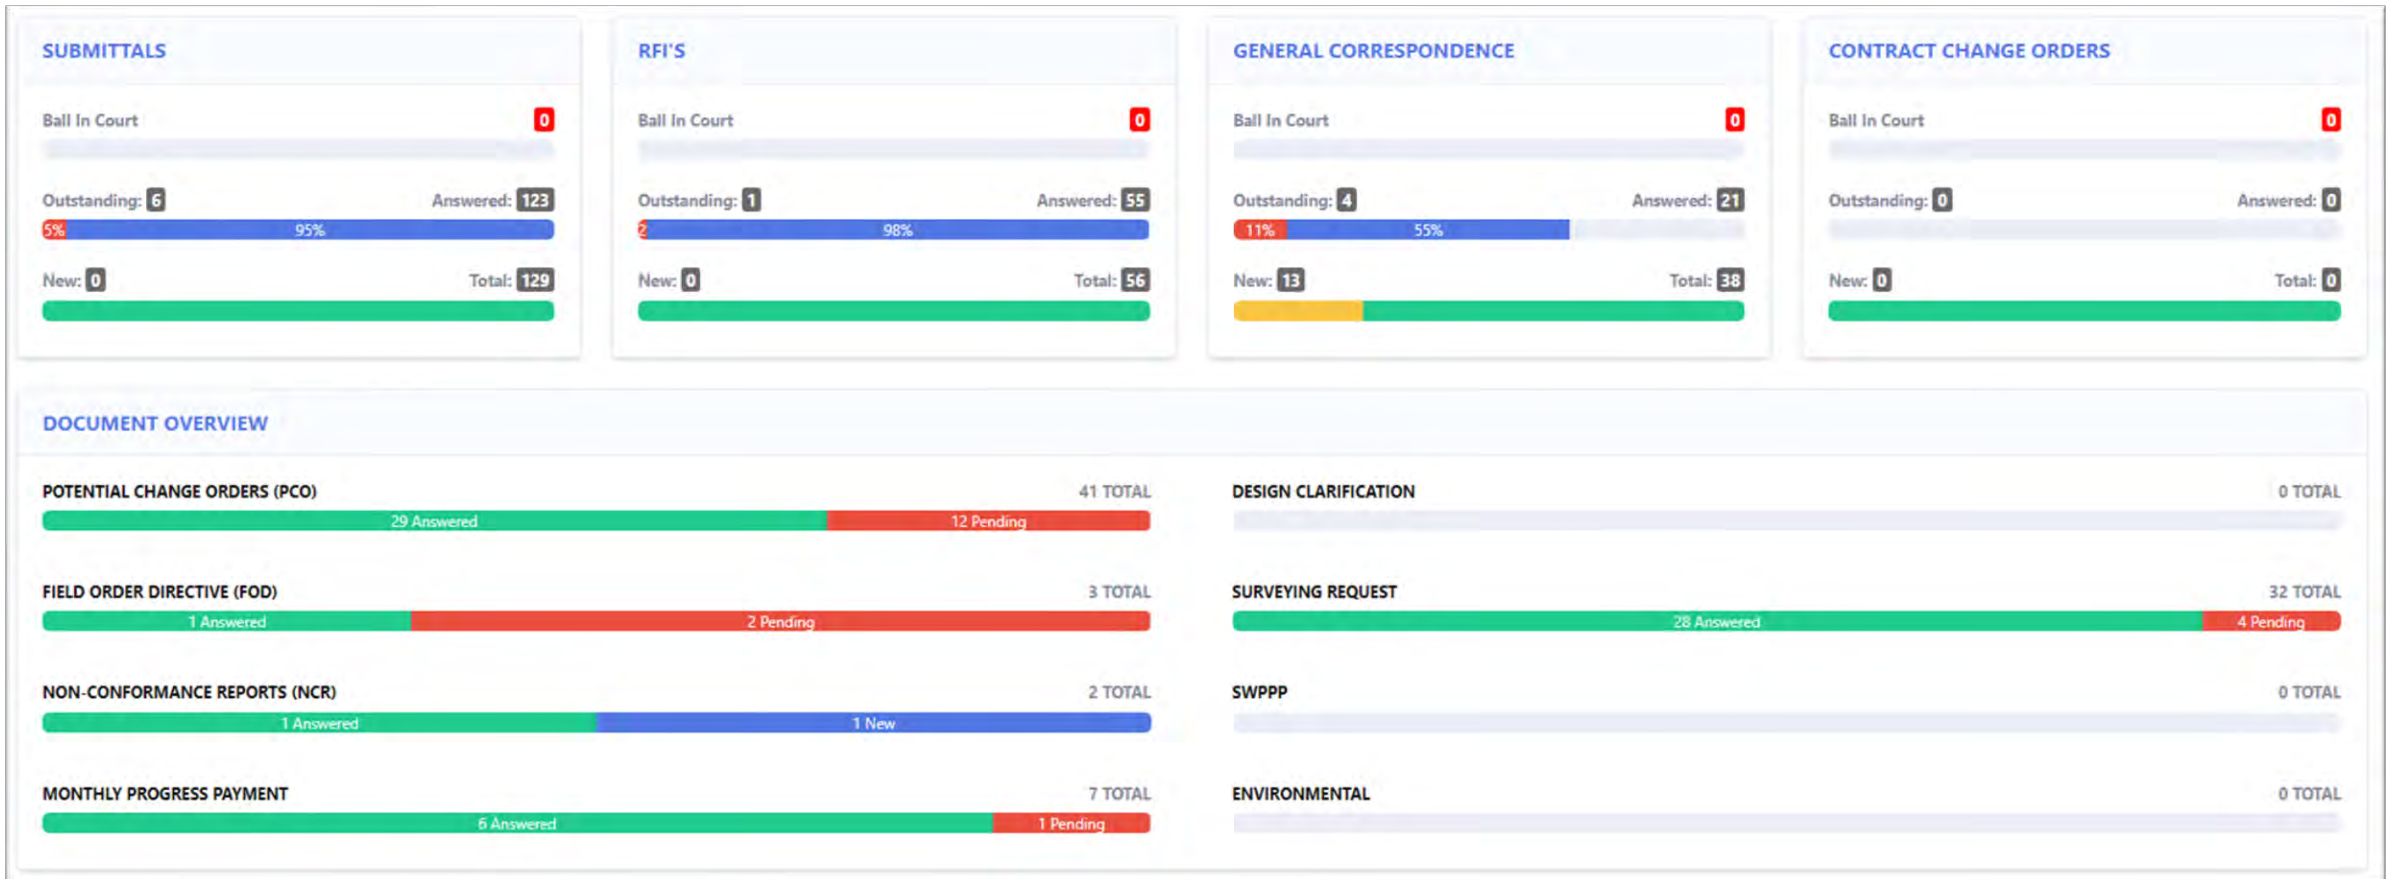 SUBMITTALS
Ball In Court 0
Outstanding: 6 Answered: 123
5% 95%
New: 0 Total: 129
RFI'S
Ball In Court 0
Outstanding: 1 Answered: 55
2 98%
New: 0 Total: 56
GENERAL CORRESPONDENCE
Ball In Court 0
Outstanding: 4 Answered: 21
11% 55%
New: 13 Total: 38
CONTRACT CHANGE ORDERS
Ball In Court 0
Outstanding: 0 Answered: 0
New: 0 Total: 0
DOCUMENT OVERVIEW
POTENTIAL CHANGE ORDERS (PCO) 41 TOTAL
29 Answered 12 Pending
FIELD ORDER DIRECTIVE (FOD) 3 TOTAL
1 Answered 2 Pending
NON-CONFORMANCE REPORTS (NCR) 2 TOTAL
1 Answered 1 New
MONTHLY PROGRESS PAYMENT 7 TOTAL
6 Answered 1 Pending
DESIGN CLARIFICATION 0 TOTAL
SURVEYING REQUEST 32 TOTAL
28 Answered 4 Pending
SWPPP 0 TOTAL
ENVIRONMENTAL 0 TOTAL